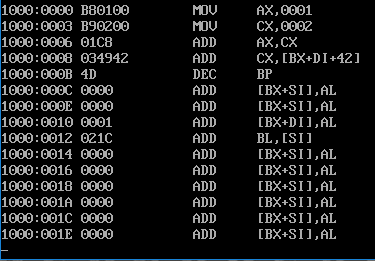 1000:0000 B80100 MOV AX,0001
1000:0003 B90200 MOV CX,0002
1000:0006 01C8 ADD AX,CX
1000:0008 034942 ADD CX,[BX+DI+42]
1000:000B 4D DEC BP
1000:000C 0000 ADD [BX+SI],AL
1000:000E 0000 ADD [BX+SI],AL
1000:0010 0001 ADD [BX+DI],AL
1000:0012 021C ADD BL,[SI]
1000:0014 0000 ADD [BX+SI],AL
1000:0016 0000 ADD [BX+SI],AL
1000:0018 0000 ADD [BX+SI],AL
1000:001A 0000 ADD [BX+SI],AL
1000:001C 0000 ADD [BX+SI],AL
1000:001E 0000 ADD [BX+SI],AL